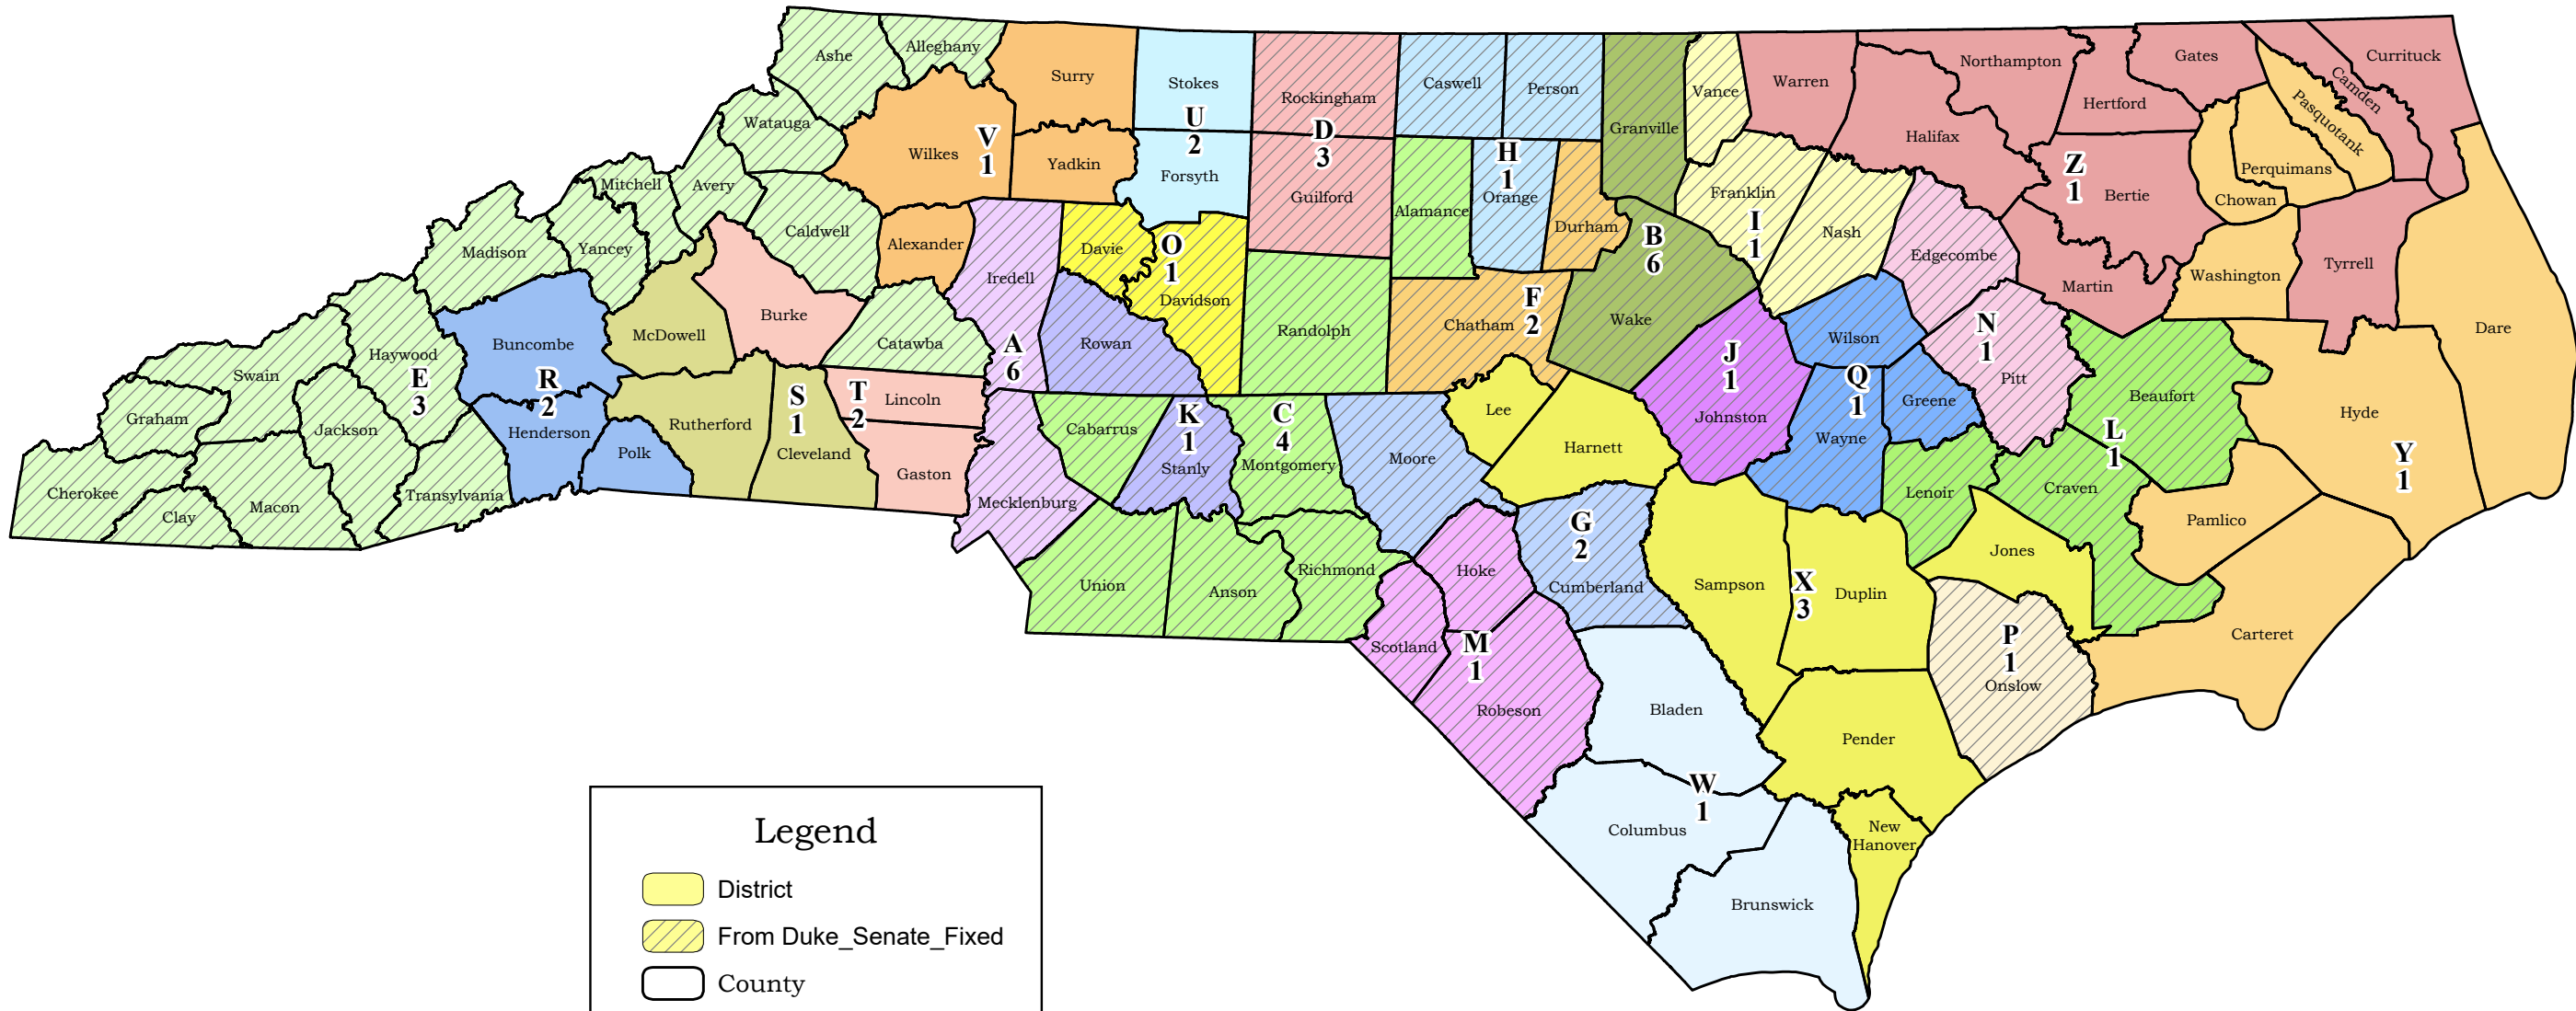 Ashe
Alleghany
Surry
Stokes
Rockingham
Caswell
Person
Granville
Vance
Warren
Northampton
Gates
Currituck
Camden
Pasquotank
Hertford
Halifax
Watauga
Wilkes
V
1
Yadkin
U
2
Forsyth
D
3
Guilford
Alamance
H
1
Orange
Durham
Franklin
I
1
Nash
Z
1
Bertie
Perquimans
Chowan
Mitchell
Avery
Caldwell
Alexander
Iredell
Davie
O
1
Davidson
Randolph
Chatham
F
2
B
6
Wake
Edgecombe
Martin
Washington
Tyrrell
Dare
Madison
Yancey
McDowell
Burke
Catawba
A
6
Rowan
J
1
Johnston
Wilson
N
1
Pitt
Beaufort
Hyde
Y
1
Buncombe
R
2
Haywood
E
3
Swain
Graham
Jackson
Henderson
Polk
Rutherford
S
1
Cleveland
T
2
Lincoln
Gaston
Cabarrus
K
1
Stanly
C
4
Montgomery
Moore
Lee
Harnett
Q
1
Greene
Wayne
Lenoir
L
1
Craven
Pamlico
Cherokee
Clay
Macon
Transylvania
Mecklenburg
Union
Anson
Richmond
Hoke
G
2
Cumberland
Sampson
X
3
Duplin
Jones
P
1
Onslow
Carteret
Scotland
M
1
Robeson
Bladen
Pender
W
1
Columbus
New
Hanover
Brunswick
Legend
District
From Duke_Senate_Fixed
County